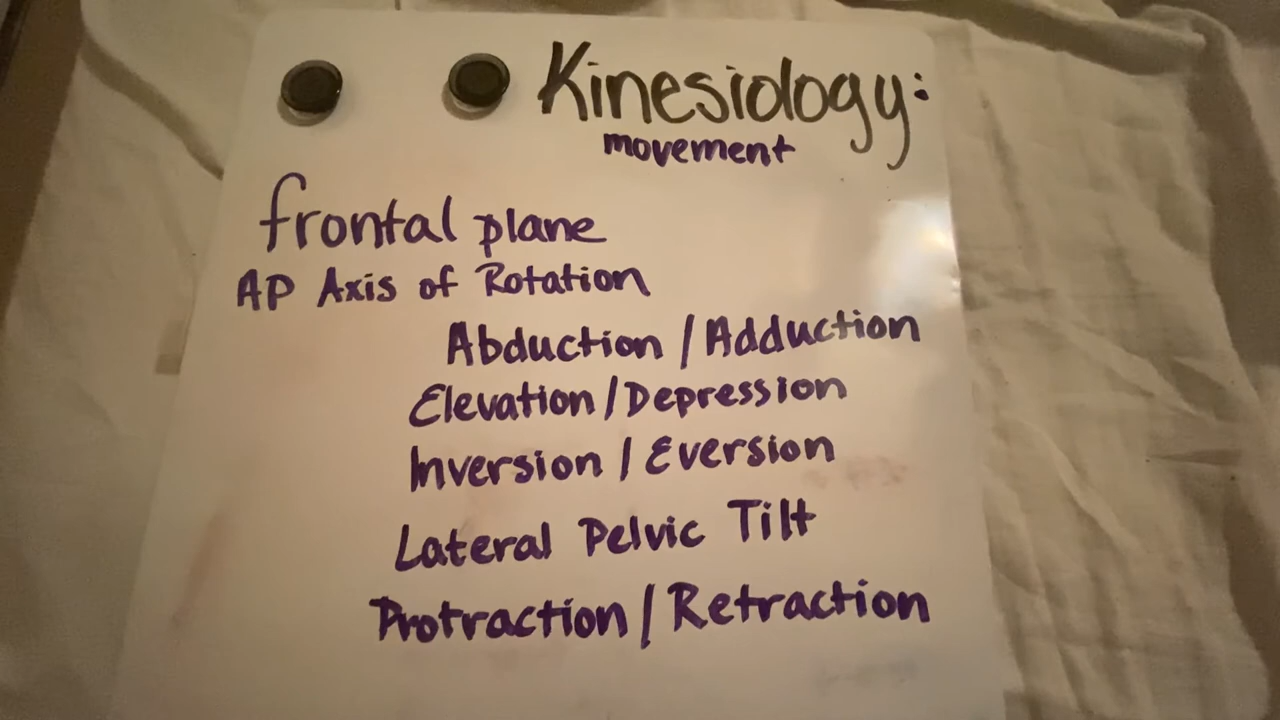 Kinesiology:
movement
frontal plane
AP Axis of Rotation
Abduction / Adduction
Elevation / Depression
Inversion / Eversion
Lateral Pelvic Tilt
Protraction / Retraction